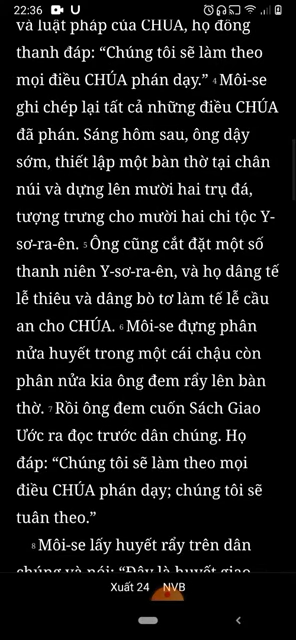 22:36
và luật pháp của CHÚA, họ đồng
thanh đáp: “Chúng tôi sẽ làm theo
mọi điều CHÚA phán dạy.” 4 Môi-se
ghi chép lại tất cả những điều CHÚA
đã phán. Sáng hôm sau, ông dậy
sớm, thiết lập một bàn thờ tại chân
núi và dựng lên mười hai trụ đá,
tượng trưng cho mười hai chi tộc Y-
sơ-ra-ên. 5 Ông cũng cắt đặt một số
thanh niên Y-sơ-ra-ên, và họ dâng tế
lễ thiêu và dâng bò tơ làm tế lễ cầu
an cho CHÚA. 6 Môi-se đựng phân
nửa huyết trong một cái chậu còn
phân nửa kia ông đem rẩy lên bàn
thờ. 7 Rồi ông đem cuốn Sách Giao
Ước ra đọc trước dân chúng. Họ
đáp: “Chúng tôi sẽ làm theo mọi
điều CHÚA phán dạy; chúng tôi sẽ
tuân theo.”
8 Môi-se lấy huyết rẩy trên dân
chúng và nói: “Đây là huyết giao
Xuất 24 NVB